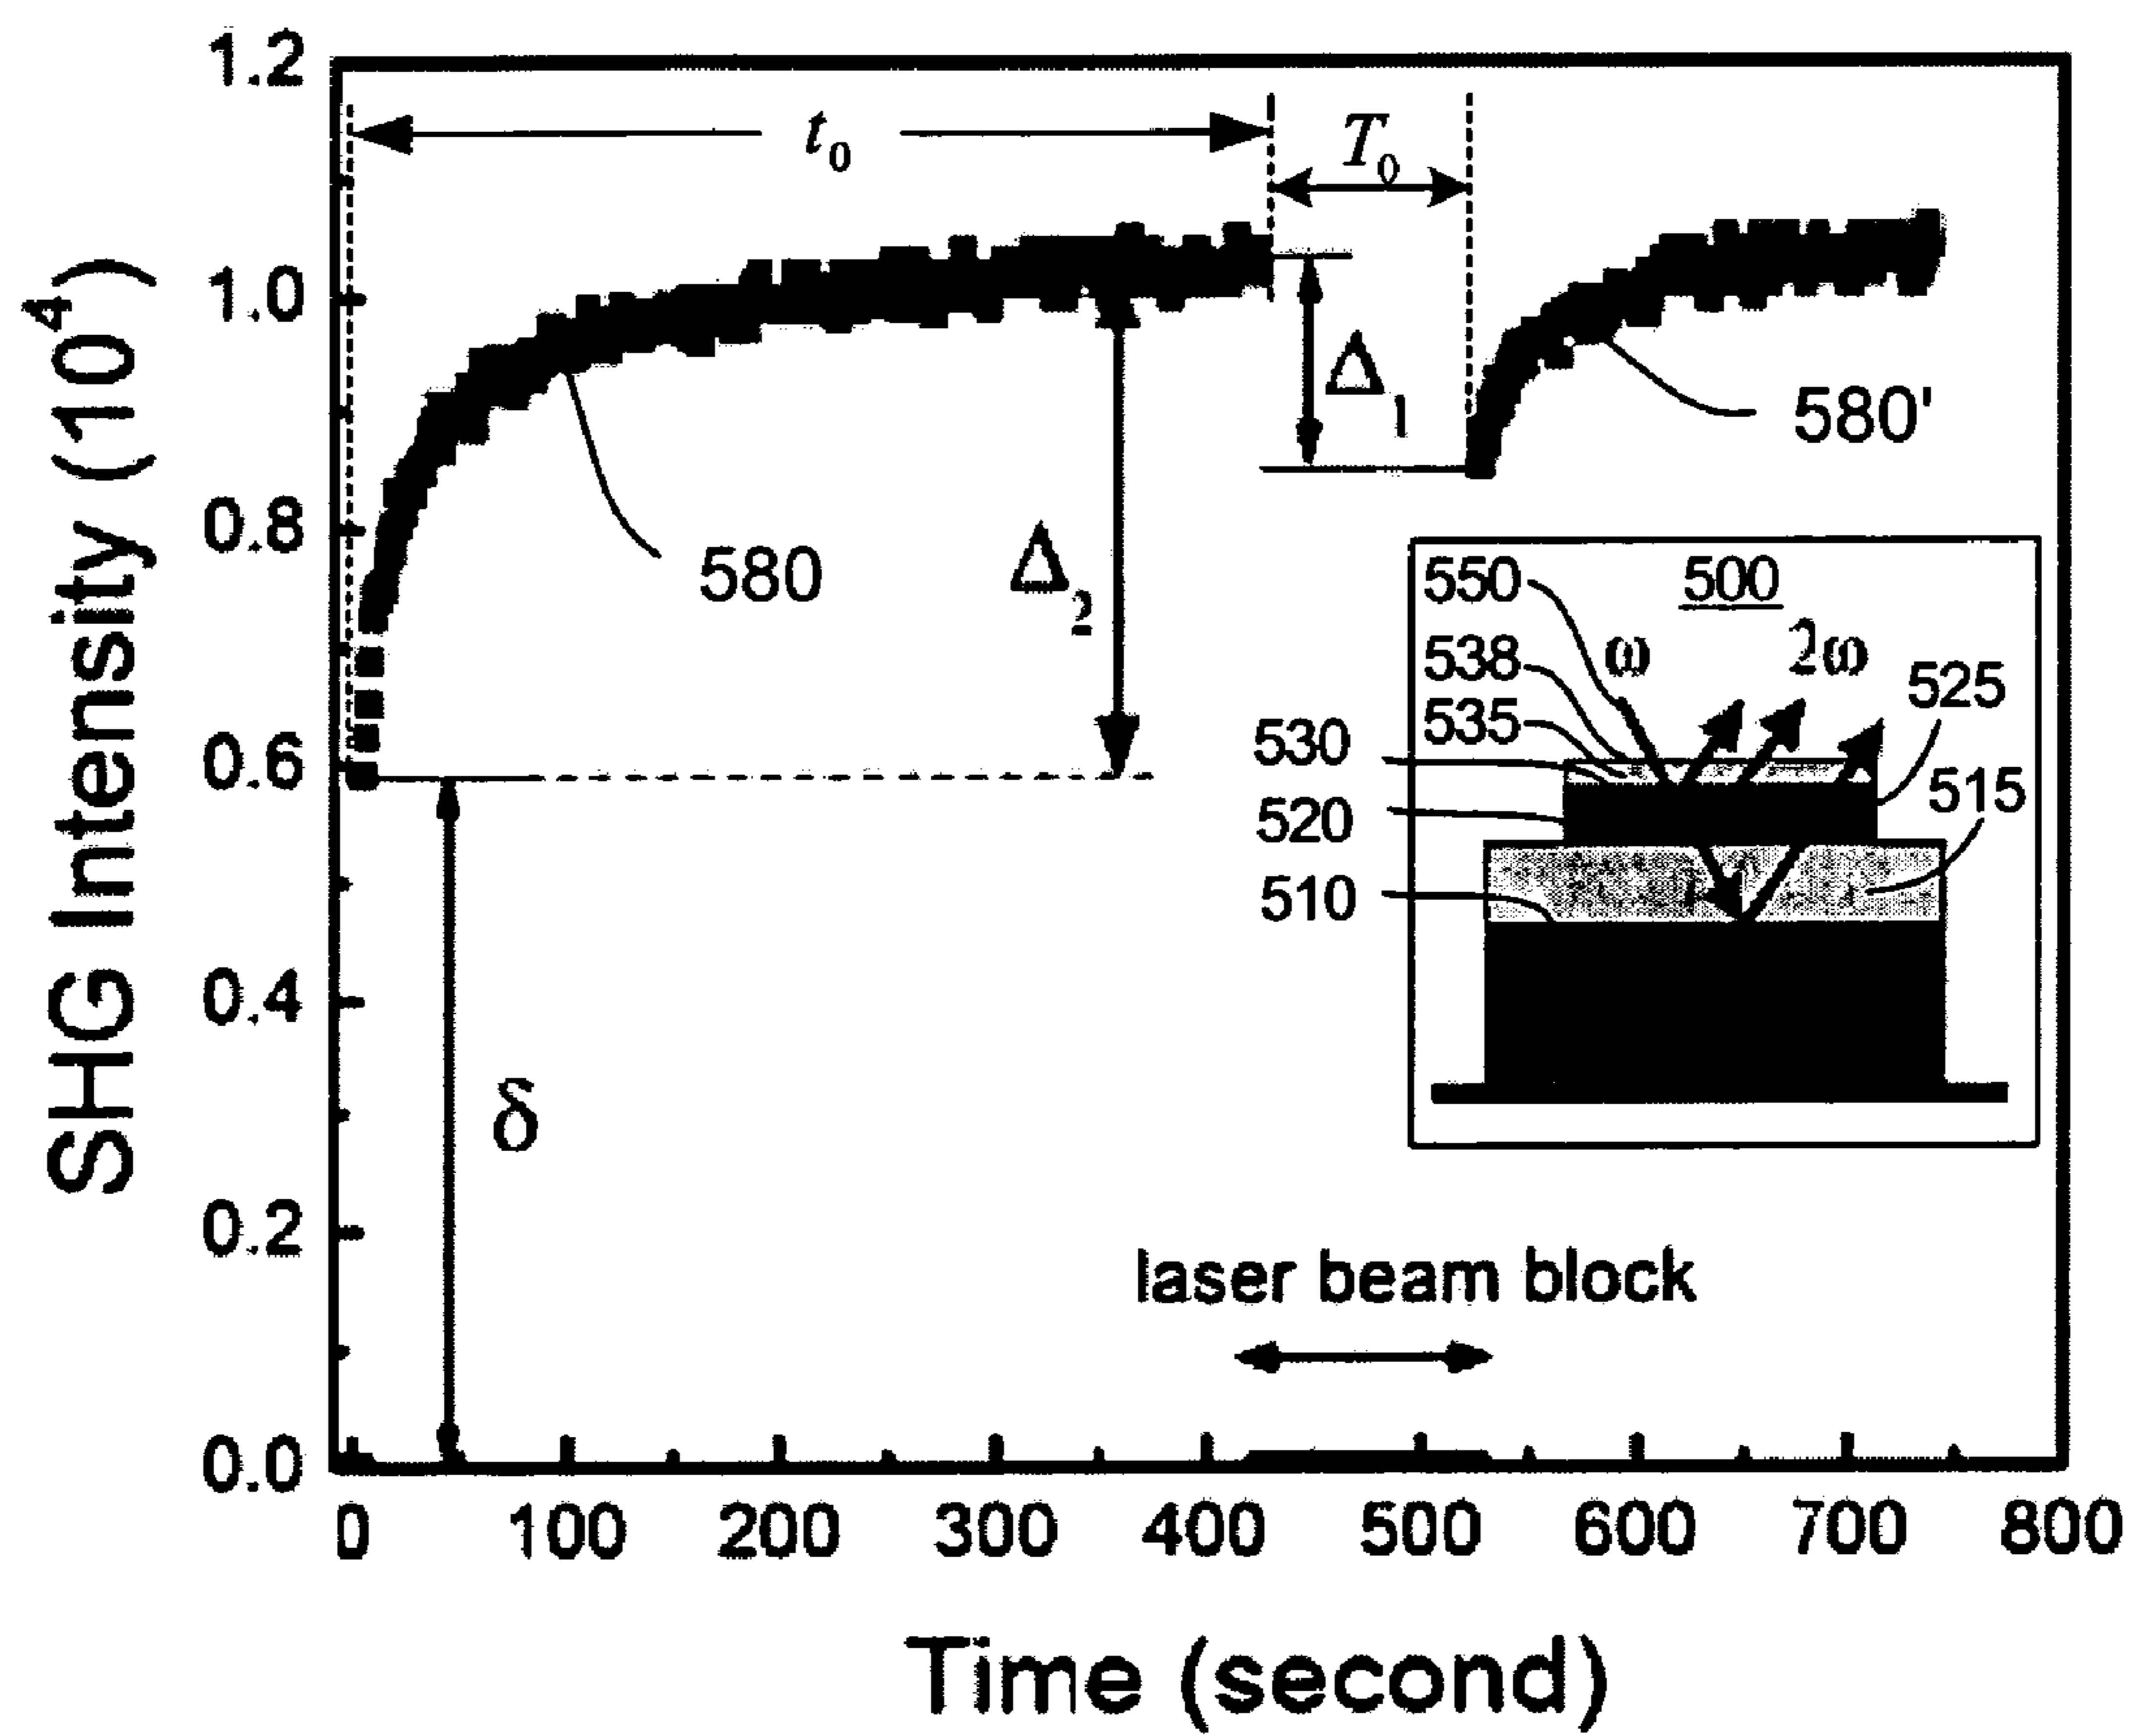 SHG Intensity (10⁴)
1.2
1.0
0.8
0.6
0.4
0.2
0.0
t₀
T₀
Δ₁
Δ₂
δ
580
580'
550
500
538
ω
2ω
535
525
530
520
515
510
laser beam block
0 100 200 300 400 500 600 700 800
Time (second)